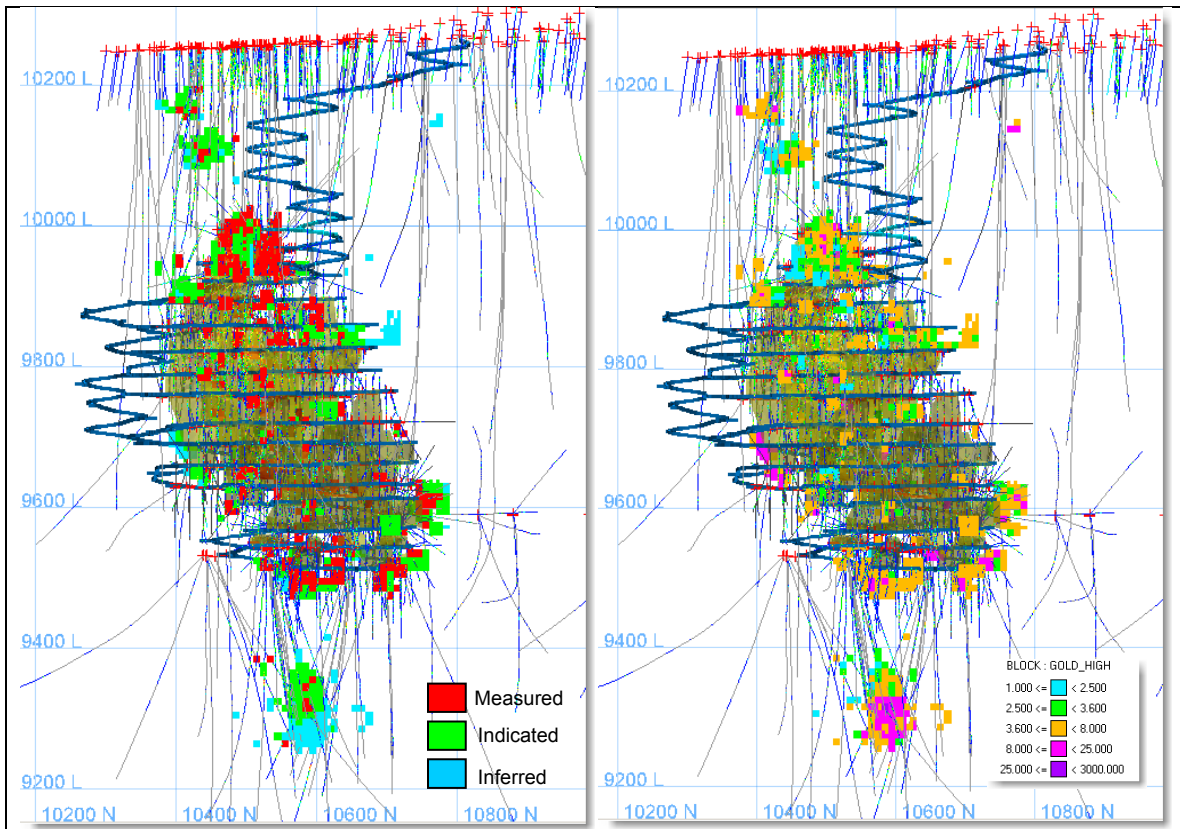 10200 L
10000 L
9800 L
9600 L
9400 L
9200 L
10200 N
10400 N
10600 N
10800 N
Measured
Indicated
Inferred
10200 L
10000 L
9800 L
9600 L
9400 L
9200 L
10200 N
10400 N
10600 N
10800 N
BLOCK : GOLD_HIGH
1.000 <= < 2.500
2.500 <= < 3.600
3.600 <= < 8.000
8.000 <= < 25.000
25.000 <= < 3000.000